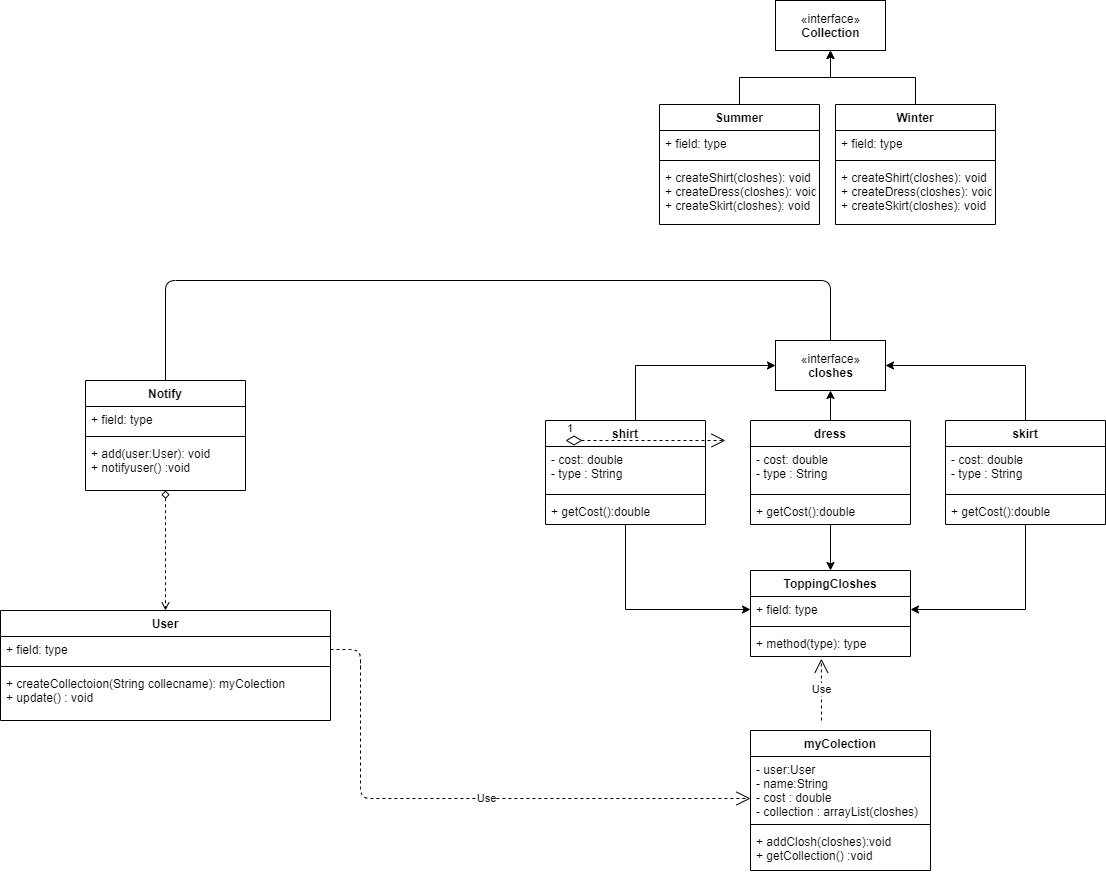 «interface»
Collection
Summer
+ field: type
+ createShirt(closhes): void
+ createDress(closhes): void
+ createSkirt(closhes): void
Winter
+ field: type
+ createShirt(closhes): void
+ createDress(closhes): void
+ createSkirt(closhes): void
«interface»
closhes
Notify
+ field: type
+ add(user:User): void
+ notifyuser() :void
shirt
1
- cost: double
- type : String
+ getCost():double
dress
- cost: double
- type : String
+ getCost():double
skirt
- cost: double
- type : String
+ getCost():double
ToppingCloshes
+ field: type
+ method(type): type
User
+ field: type
+ createCollectoion(String collecname): myColection
+ update() : void
Use
Use
myColection
- user:User
- name:String
- cost : double
- collection : arrayList(closhes)
+ addClosh(closhes):void
+ getCollection() :void